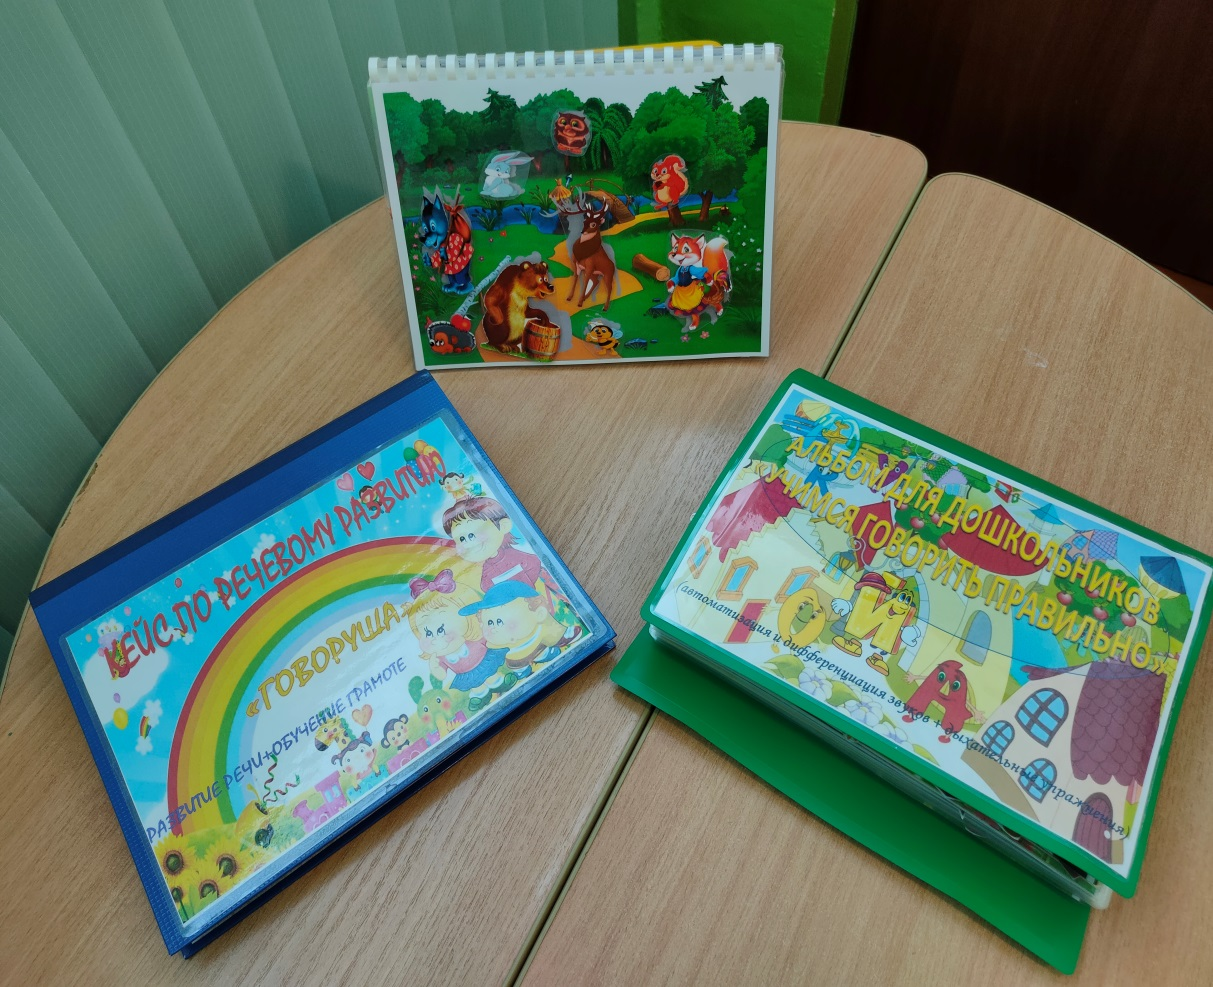 КЕЙС ПО РЕЧЕВОМУ РАЗВИТИЮ
«ГОВОРУША»
РАЗВИТИЕ РЕЧИ+ОБУЧЕНИЕ ГРАМОТЕ
АЛЬБОМ ДЛЯ ДОШКОЛЬНИКОВ
«УЧИМСЯ ГОВОРИТЬ ПРАВИЛЬНО»
(автоматизация и дифференциация звуков + дыхательные упражнения)